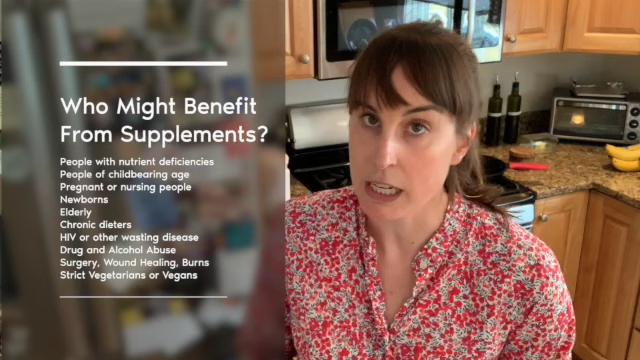 Who Might Benefit
From Supplements?
People with nutrient deficiencies
People of childbearing age
Pregnant or nursing people
Newborns
Elderly
Chronic dieters
HIV or other wasting disease
Drug and Alcohol Abuse
Surgery, Wound Healing, Burns
Strict Vegetarians or Vegans